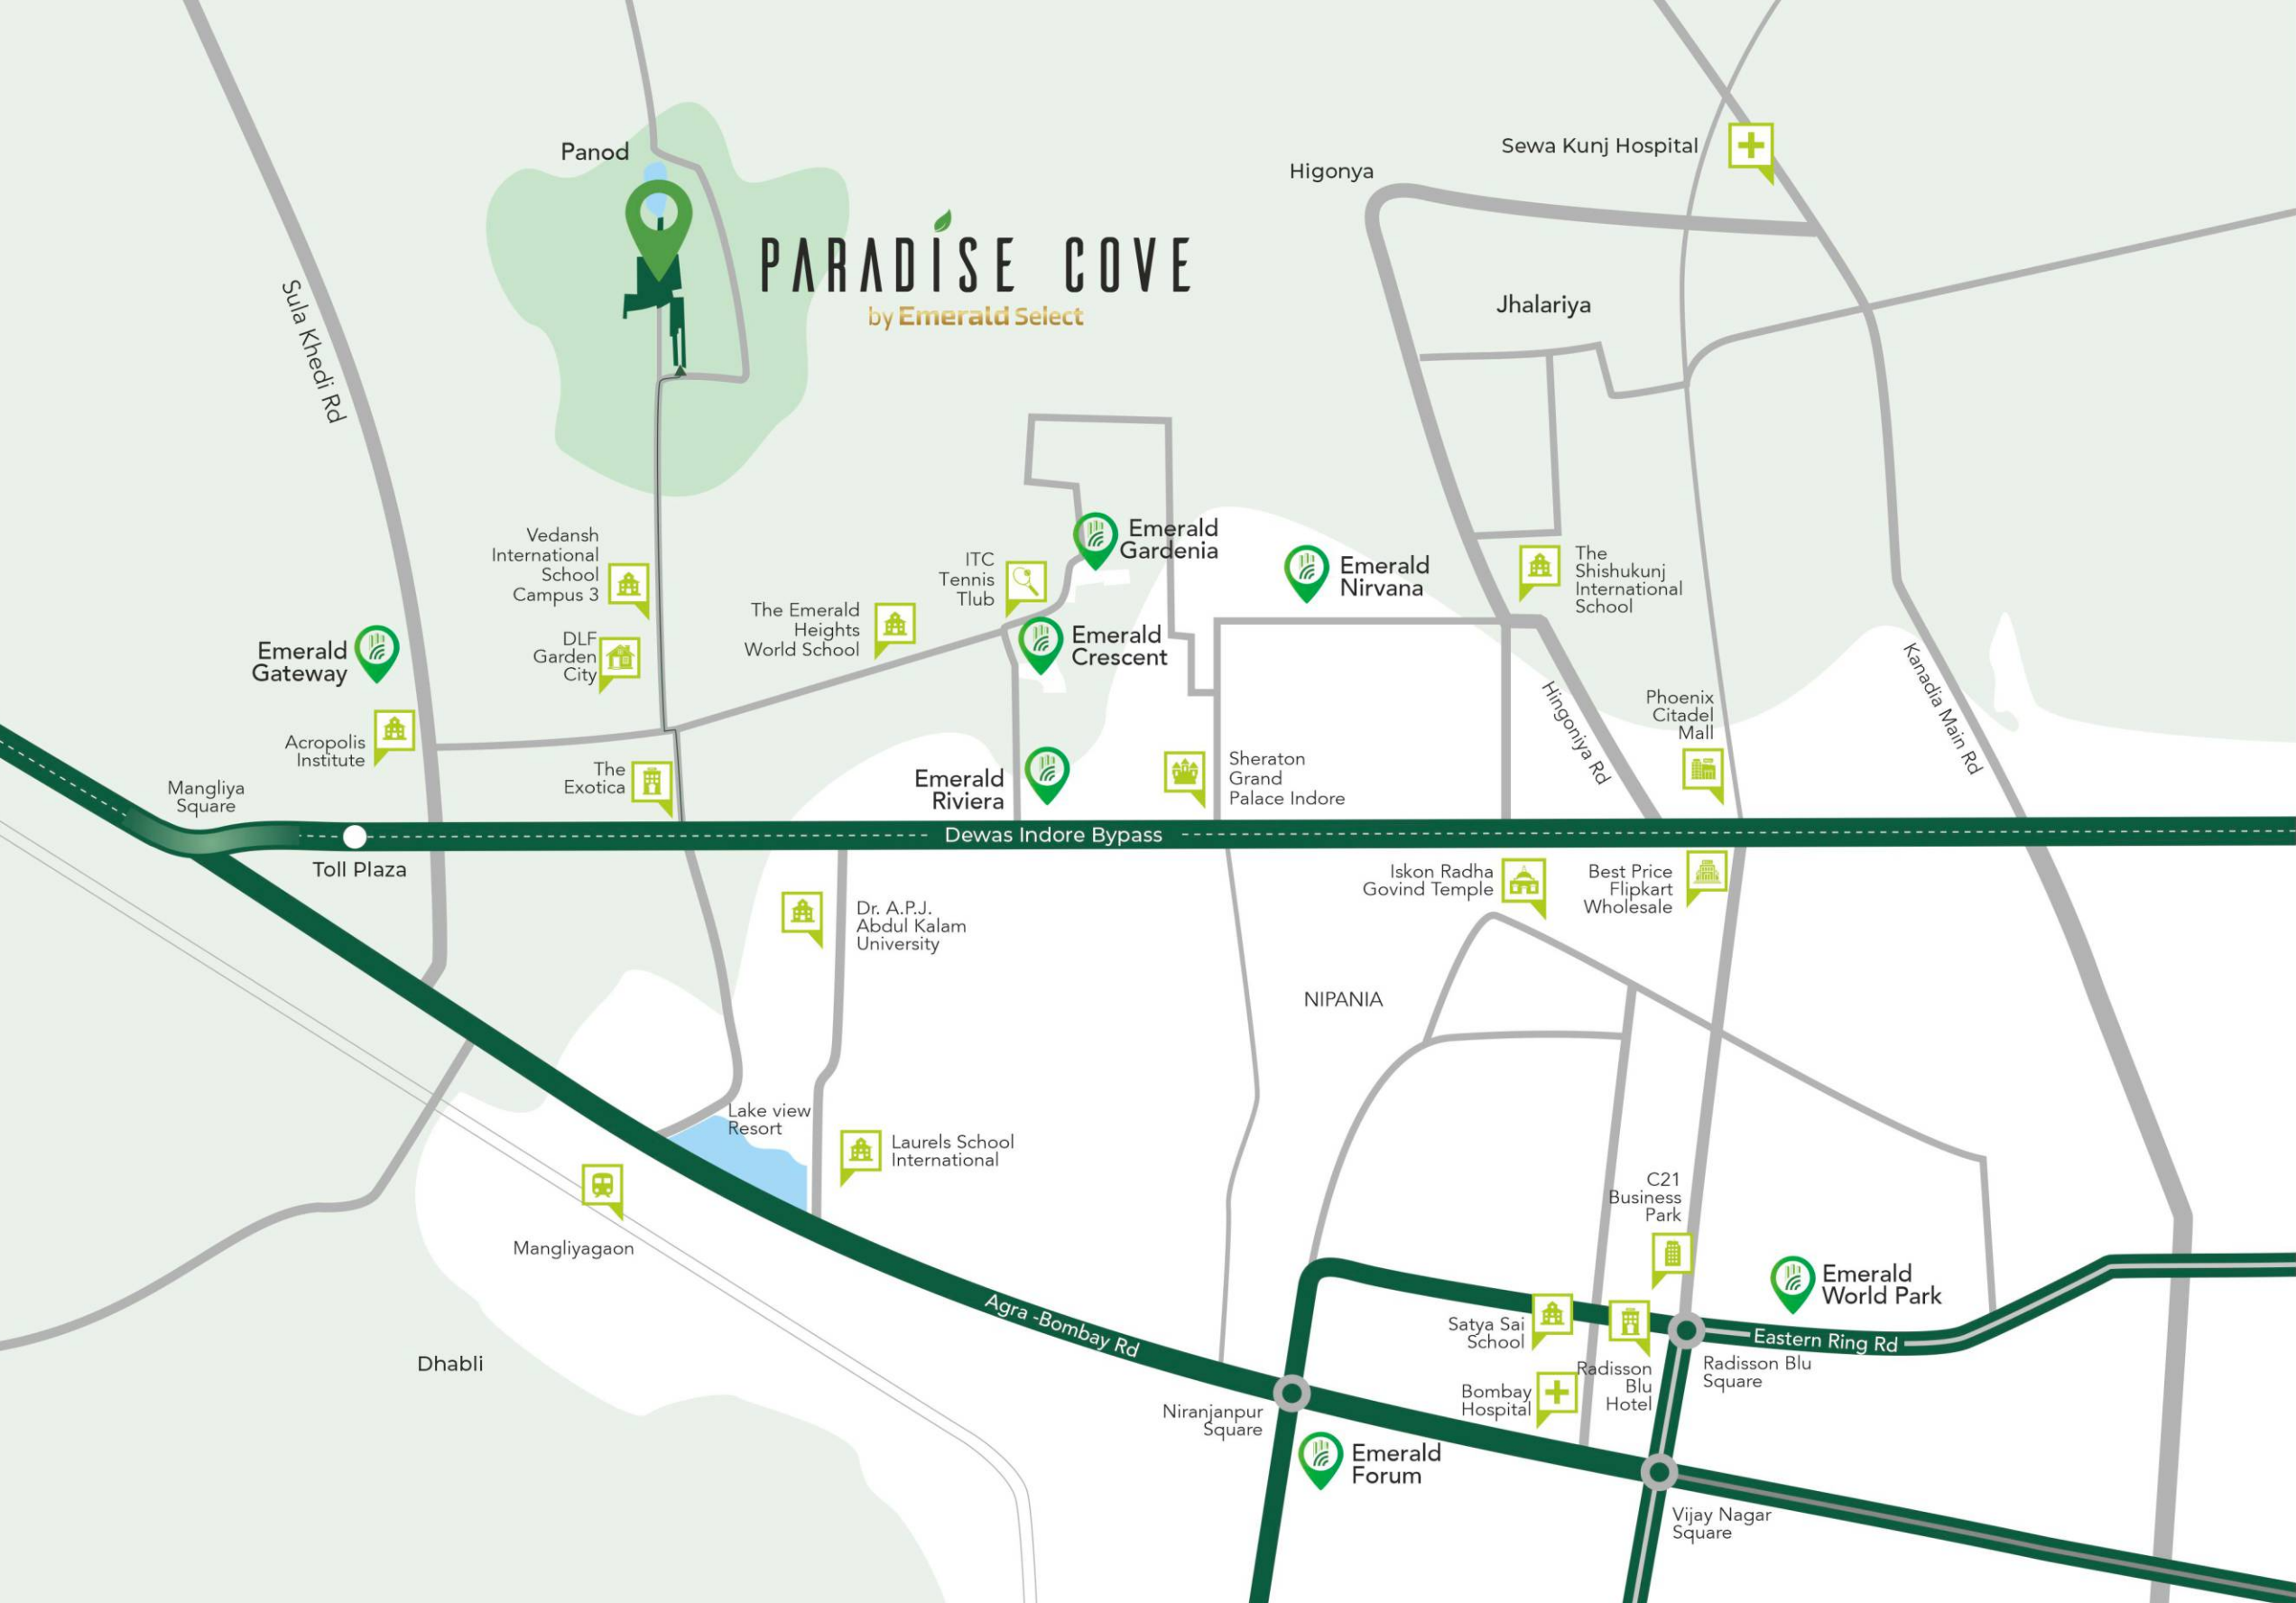 Panod
PARADISE COVE
by Emerald Select
Sewa Kunj Hospital
Higonya
Jhalariya
Sula Khedi Rd
Vedansh
International
School
Campus 3
DLF
Garden
City
Emerald
Gateway
Acropolis
Institute
The
Exotica
Mangliya
Square
Toll Plaza
The Emerald
Heights
World School
ITC
Tennis
Tlub
Emerald
Gardenia
Emerald
Crescent
Emerald
Riviera
Emerald
Nirvana
Sheraton
Grand
Palace Indore
The
Shishukunj
International
School
Hingoniya Rd
Phoenix
Citadel
Mall
Kanadia Main Rd
Dewas Indore Bypass
Dr. A.P.J.
Abdul Kalam
University
Iskon Radha
Govind Temple
Best Price
Flipkart
Wholesale
NIPANIA
Lake view
Resort
Laurels School
International
Mangliyagaon
Dhabli
Agra -Bombay Rd
C21
Business
Park
Emerald
World Park
Eastern Ring Rd
Satya Sai
School
Radisson
Blu
Hotel
Radisson Blu
Square
Bombay
Hospital
Niranjanpur
Square
Emerald
Forum
Vijay Nagar
Square